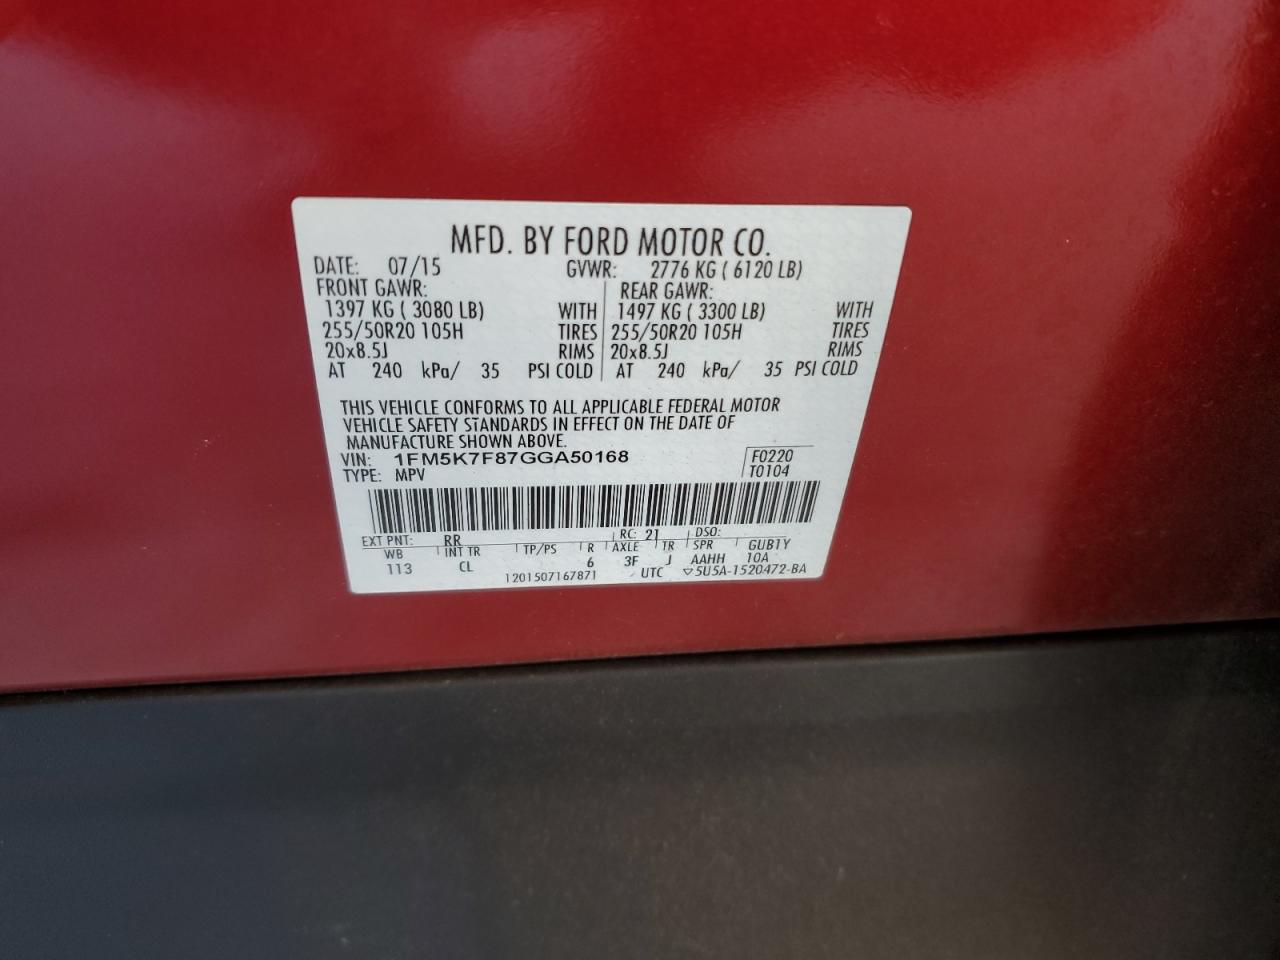 MFD. BY FORD MOTOR CO.
DATE: 07/15 GVWR: 2776 KG ( 6120 LB)
FRONT GAWR: REAR GAWR:
1397 KG ( 3080 LB) WITH 1497 KG ( 3300 LB) WITH
255/50R20 105H TIRES 255/50R20 105H TIRES
20x8.5J RIMS 20x8.5J RIMS
AT 240 kPa/ 35 PSI COLD AT 240 kPa/ 35 PSI COLD
THIS VEHICLE CONFORMS TO ALL APPLICABLE FEDERAL MOTOR
VEHICLE SAFETY STANDARDS IN EFFECT ON THE DATE OF
MANUFACTURE SHOWN ABOVE.
VIN: 1FM5K7F87GGA50168 F0220
TYPE: MPV T0104
EXT PNT: RR RC: 21 DSO:
WB INT TR TP/PS R AXLE TR SPR GUB1Y
113 CL 6 3F J AAHH 10A
1201507167871 UTC ▽5U5A-1520472-BA